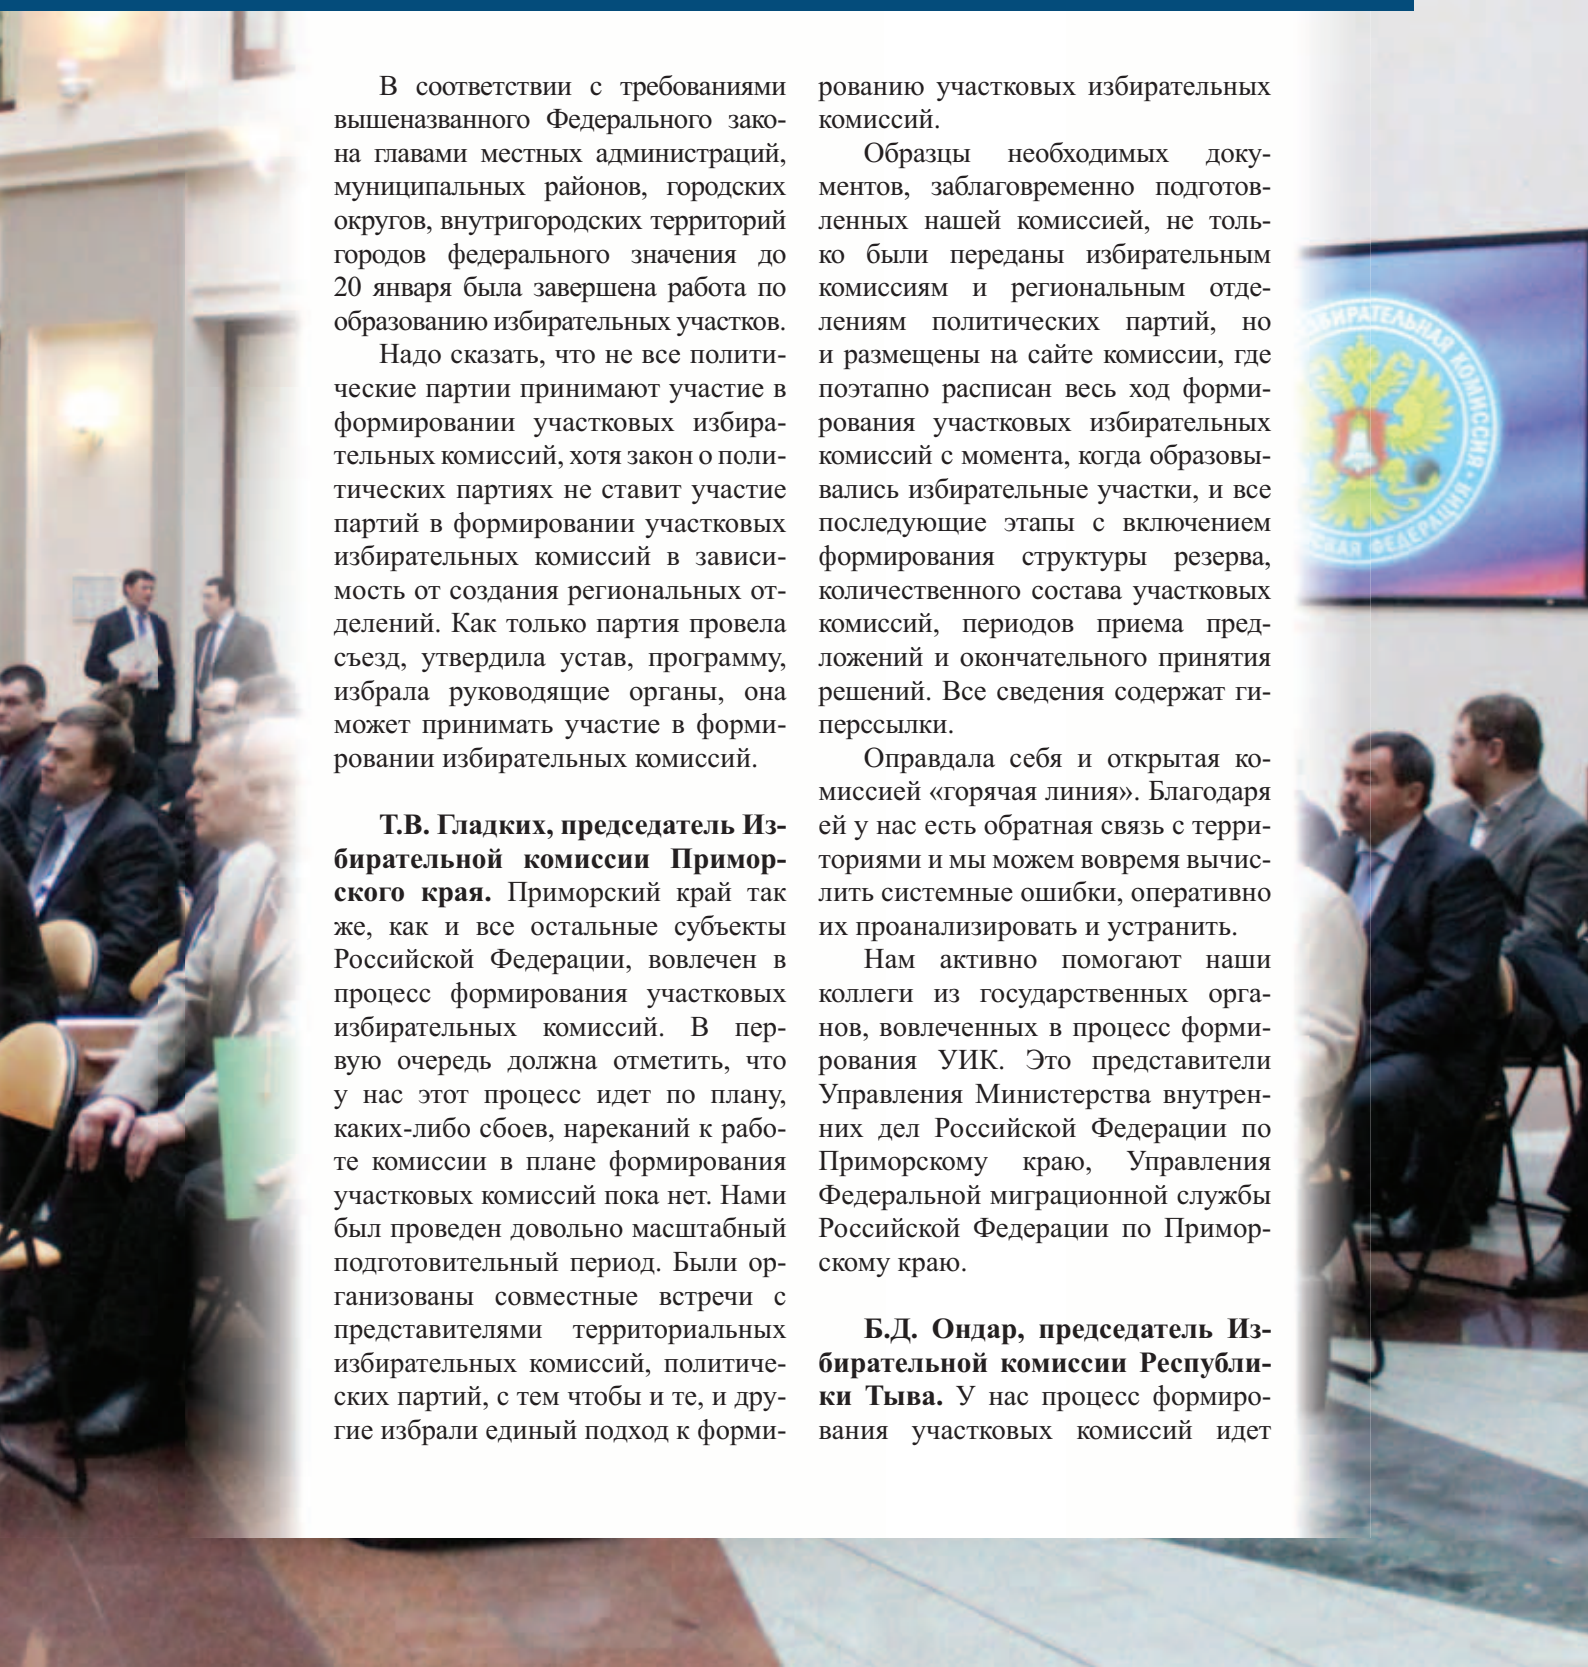 В соответствии с требованиями
вышеназванного Федерального зако-
на главами местных администраций,
муниципальных районов, городских
округов, внутригородских территорий
городов федерального значения до
20 января была завершена работа по
образованию избирательных участков.
Надо сказать, что не все полити-
ческие партии принимают участие в
формировании участковых избира-
тельных комиссий, хотя закон о поли-
тических партиях не ставит участие
партий в формировании участковых
избирательных комиссий в зависи-
мость от создания региональных от-
делений. Как только партия провела
съезд, утвердила устав, программу,
избрала руководящие органы, она
может принимать участие в форми-
ровании избирательных комиссий.
Т.В. Гладких, председатель Из-
бирательной комиссии Примор-
ского края. Приморский край так
же, как и все остальные субъекты
Российской Федерации, вовлечен в
процесс формирования участковых
избирательных комиссий. В пер-
вую очередь должна отметить, что
у нас этот процесс идет по плану,
каких-либо сбоев, нареканий к рабо-
те комиссии в плане формирования
участковых комиссий пока нет. Нами
был проведен довольно масштабный
подготовительный период. Были ор-
ганизованы совместные встречи с
представителями территориальных
избирательных комиссий, политиче-
ских партий, с тем чтобы и те, и дру-
гие избрали единый подход к форми-
рованию участковых избирательных
комиссий.
Образцы необходимых доку-
ментов, заблаговременно подготов-
ленных нашей комиссией, не толь-
ко были переданы избирательным
комиссиям и региональным отде-
лениям политических партий, но
и размещены на сайте комиссии, где
поэтапно расписан весь ход форми-
рования участковых избирательных
комиссий с момента, когда образовы-
вались избирательные участки, и все
последующие этапы с включением
формирования структуры резерва,
количественного состава участковых
комиссий, периодов приема пред-
ложений и окончательного принятия
решений. Все сведения содержат ги-
перссылки.
Оправдала себя и открытая ко-
миссией «горячая линия». Благодаря
ей у нас есть обратная связь с терри-
ториями и мы можем вовремя вычис-
лить системные ошибки, оперативно
их проанализировать и устранить.
Нам активно помогают наши
коллеги из государственных орга-
нов, вовлеченных в процесс форми-
рования УИК. Это представители
Управления Министерства внутрен-
них дел Российской Федерации по
Приморскому краю, Управления
Федеральной миграционной службы
Российской Федерации по Примор-
скому краю.
Б.Д. Ондар, председатель Из-
бирательной комиссии Республи-
ки Тыва. У нас процесс формиро-
вания участковых комиссий идет
КОМИССИЯ
ФЕДЕРАЦИЯ